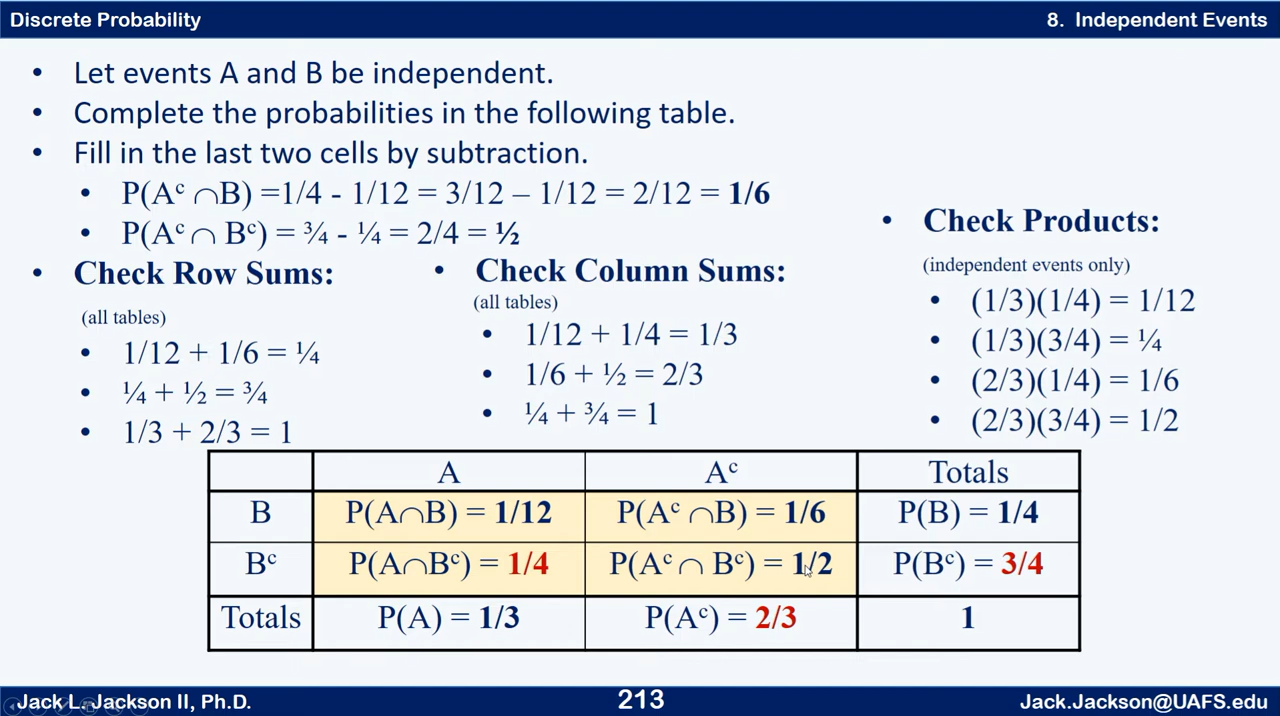 Discrete Probability
8. Independent Events
• Let events A and B be independent.
• Complete the probabilities in the following table.
• Fill in the last two cells by subtraction.
• P(Aᶜ ∩B) =1/4 - 1/12 = 3/12 – 1/12 = 2/12 = 1/6
• P(Aᶜ ∩ Bᶜ) = ¾ - ¼ = 2/4 = ½
• Check Row Sums:
(all tables)
• 1/12 + 1/6 = ¼
• ¼ + ½ = ¾
• 1/3 + 2/3 = 1
• Check Column Sums:
(all tables)
• 1/12 + 1/4 = 1/3
• 1/6 + ½ = 2/3
• ¼ + ¾ = 1
• Check Products:
(independent events only)
• (1/3)(1/4) = 1/12
• (1/3)(3/4) = ¼
• (2/3)(1/4) = 1/6
• (2/3)(3/4) = 1/2
A Aᶜ Totals
B P(A∩B) = 1/12 P(Aᶜ ∩B) = 1/6 P(B) = 1/4
Bᶜ P(A∩Bᶜ) = 1/4 P(Aᶜ ∩ Bᶜ) = 1/2 P(Bᶜ) = 3/4
Totals P(A) = 1/3 P(Aᶜ) = 2/3 1
Jack L. Jackson II, Ph.D.
213
Jack.Jackson@UAFS.edu